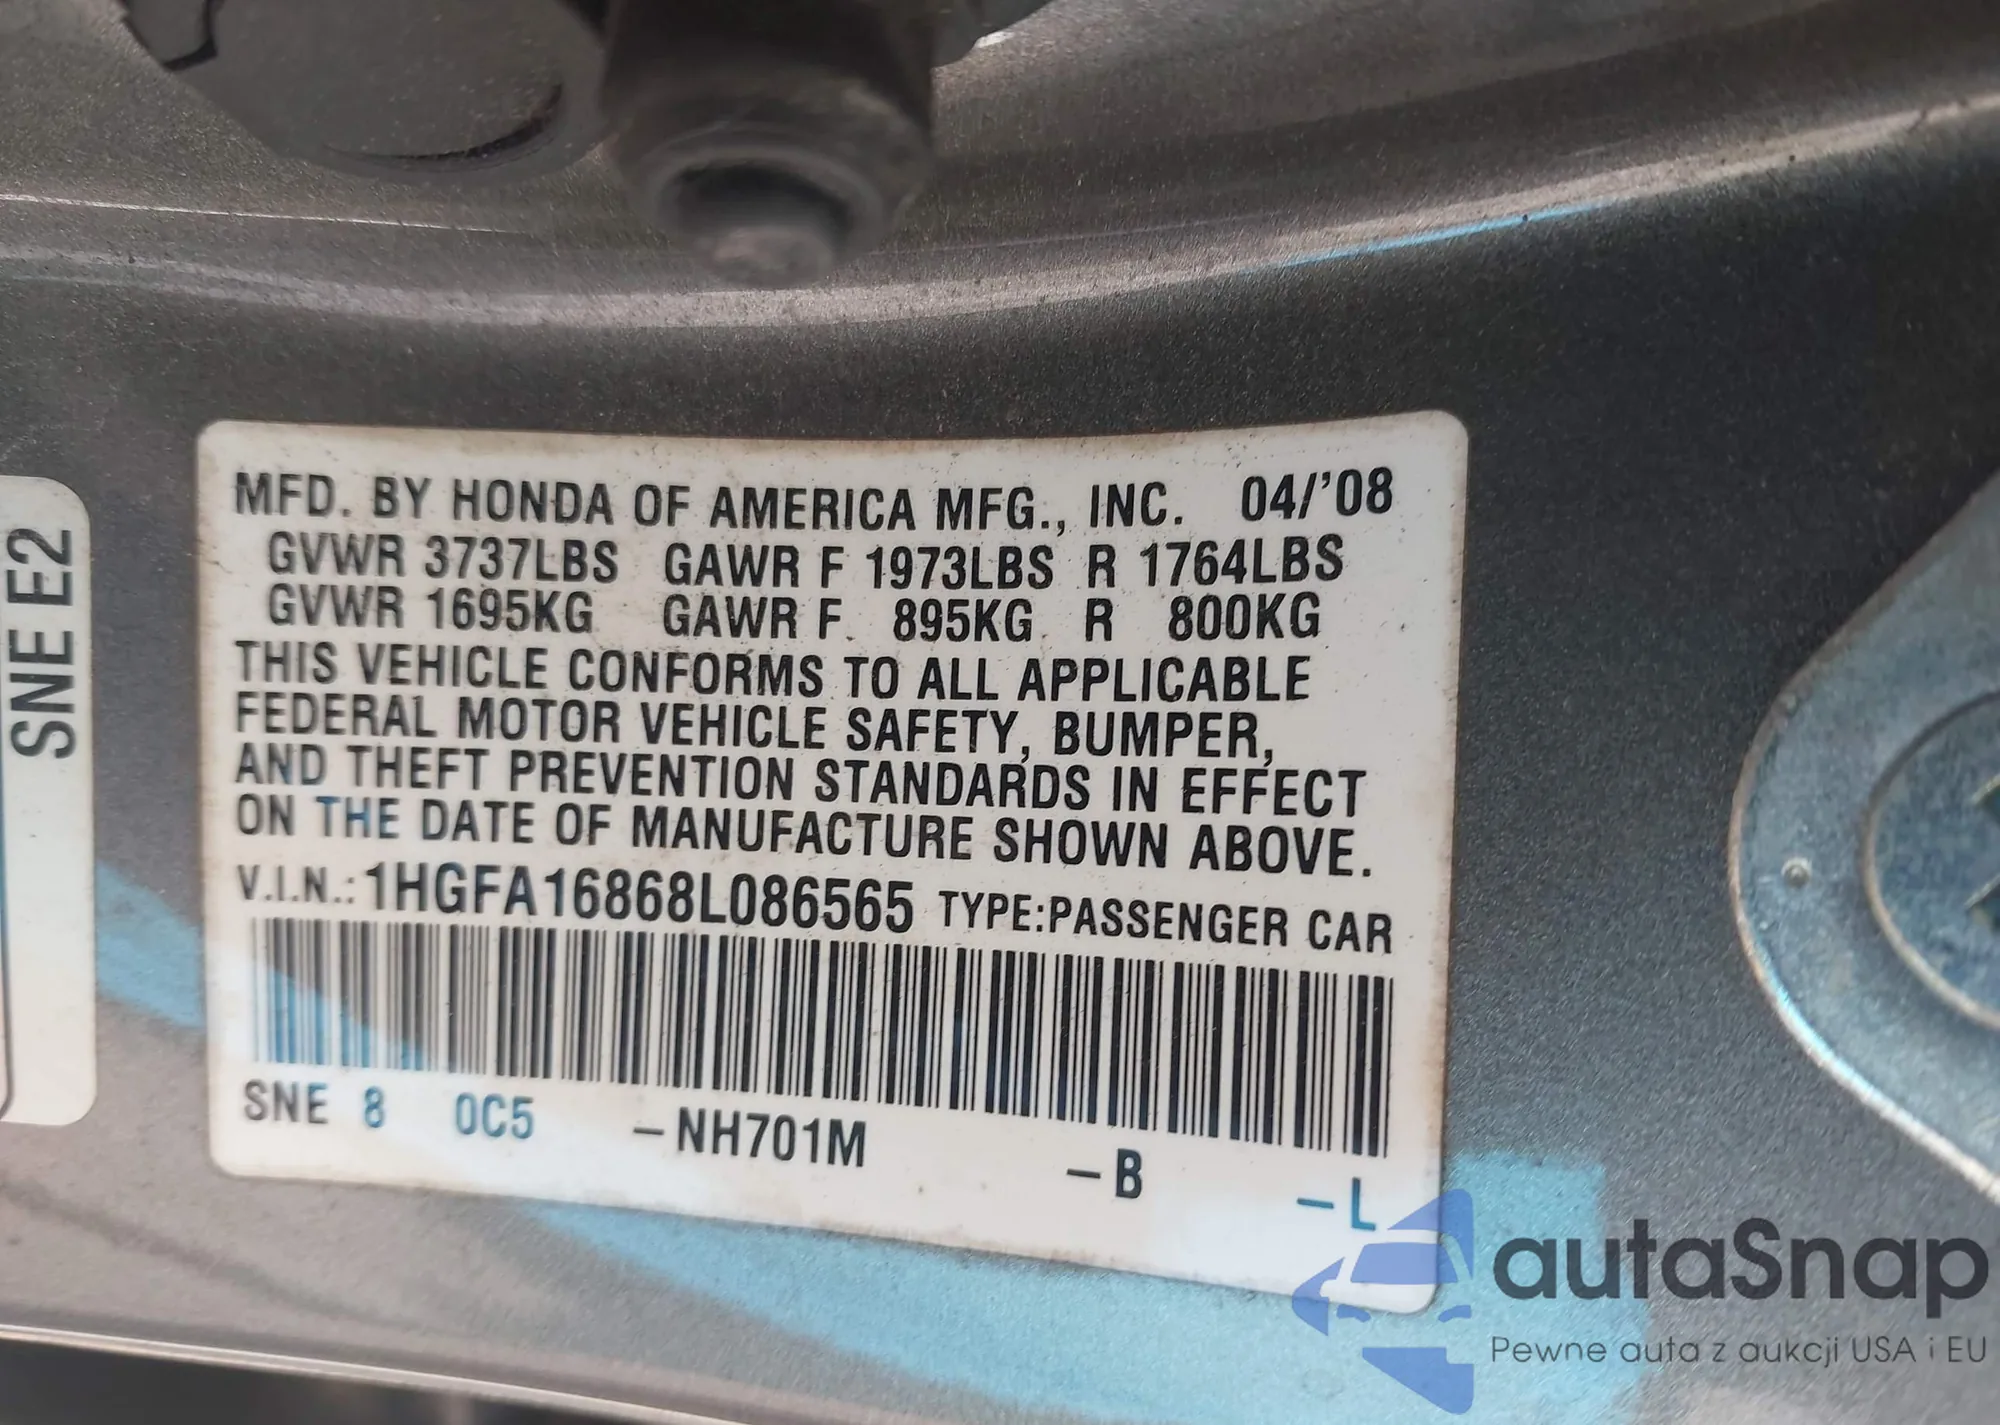 SNE E2
MFD. BY HONDA OF AMERICA MFG., INC. 04/'08
GVWR 3737LBS GAWR F 1973LBS R 1764LBS
GVWR 1695KG GAWR F 895KG R 800KG
THIS VEHICLE CONFORMS TO ALL APPLICABLE
FEDERAL MOTOR VEHICLE SAFETY, BUMPER,
AND THEFT PREVENTION STANDARDS IN EFFECT
ON THE DATE OF MANUFACTURE SHOWN ABOVE.
V.I.N.: 1HGFA16868L086565 TYPE:PASSENGER CAR
SNE 8 0C5 –NH701M –B –L
autaSnap
Pewne auta z aukcji USA i EU